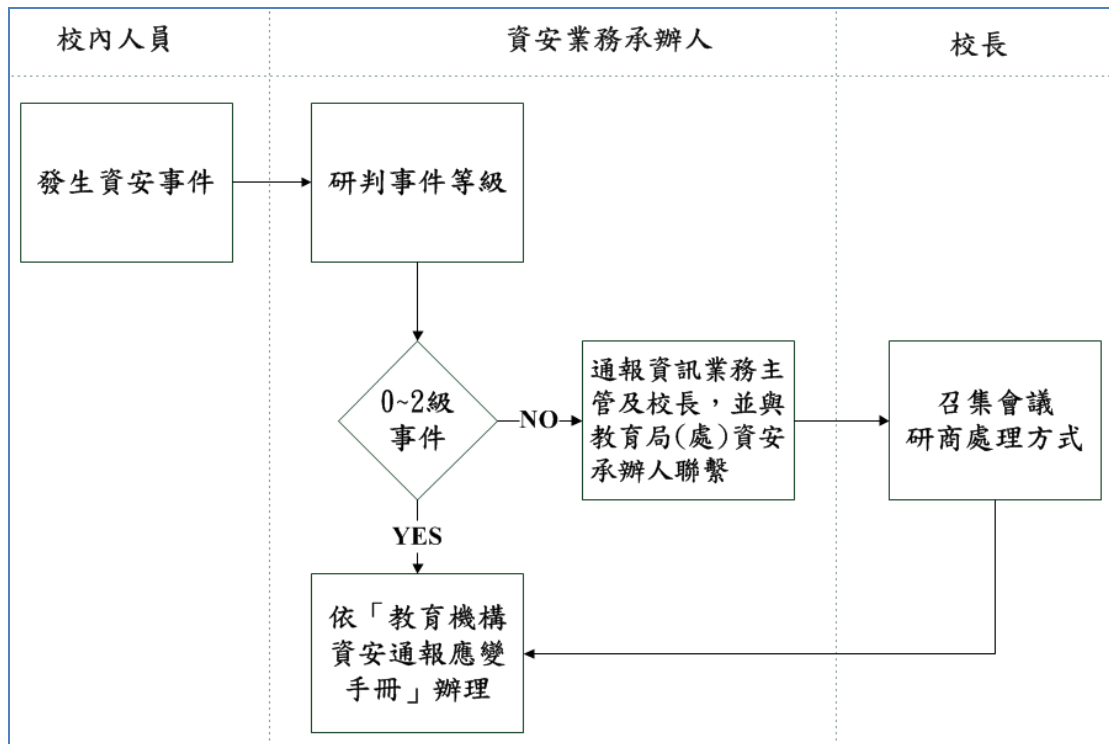 校內人員
資安業務承辦人
校長
發生資安事件
研判事件等級
0~2級
事件
NO
通報資訊業務主
管及校長，並與
教育局(處)資安
承辦人聯繫
召集會議
研商處理方式
YES
依「教育機構
資安通報應變
手冊」辦理